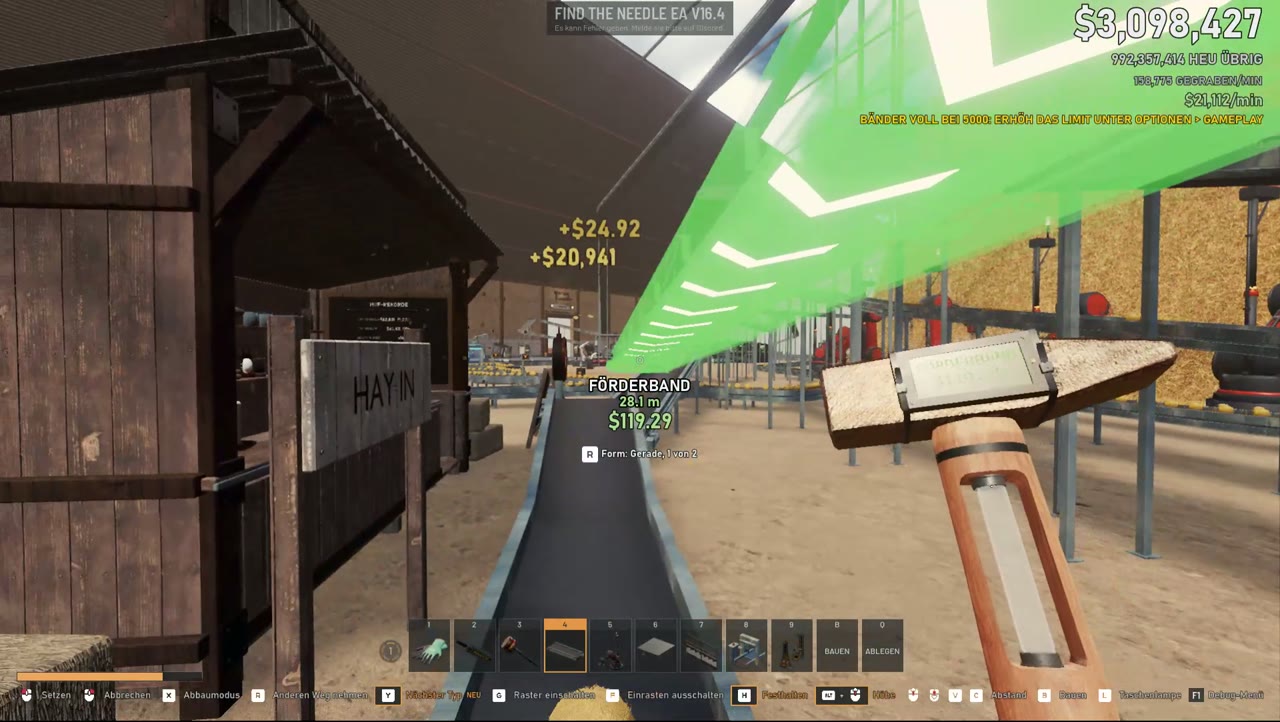 FIND THE NEEDLE EA V16.4
$3,098,427
992,357,414 HEU ÜBRIG
158,775 GEGRABEN/MIN
$21,112/min
BÄNDER VOLL BEI 5000: ERHÖH DAS LIMIT UNTER OPTIONEN > GAMEPLAY
+$24.92
+$20,941
HAY-IN
FÖRDERBAND
28.1 m
$119.29
R Form: Gerade, 1 von 2
1 2 3 4 5 6 7 8 9 B 0
T
BAUEN ABLEGEN
Setzen Abbrechen X Abbaumodus R Anderen Weg nehmen Y Nächster Typ NEU G Raster einschalten F Einrasten ausschalten H Festhalten ALT + Höhe V C Abstand B Bauen L Taschenlampe F1 Debug-Menü